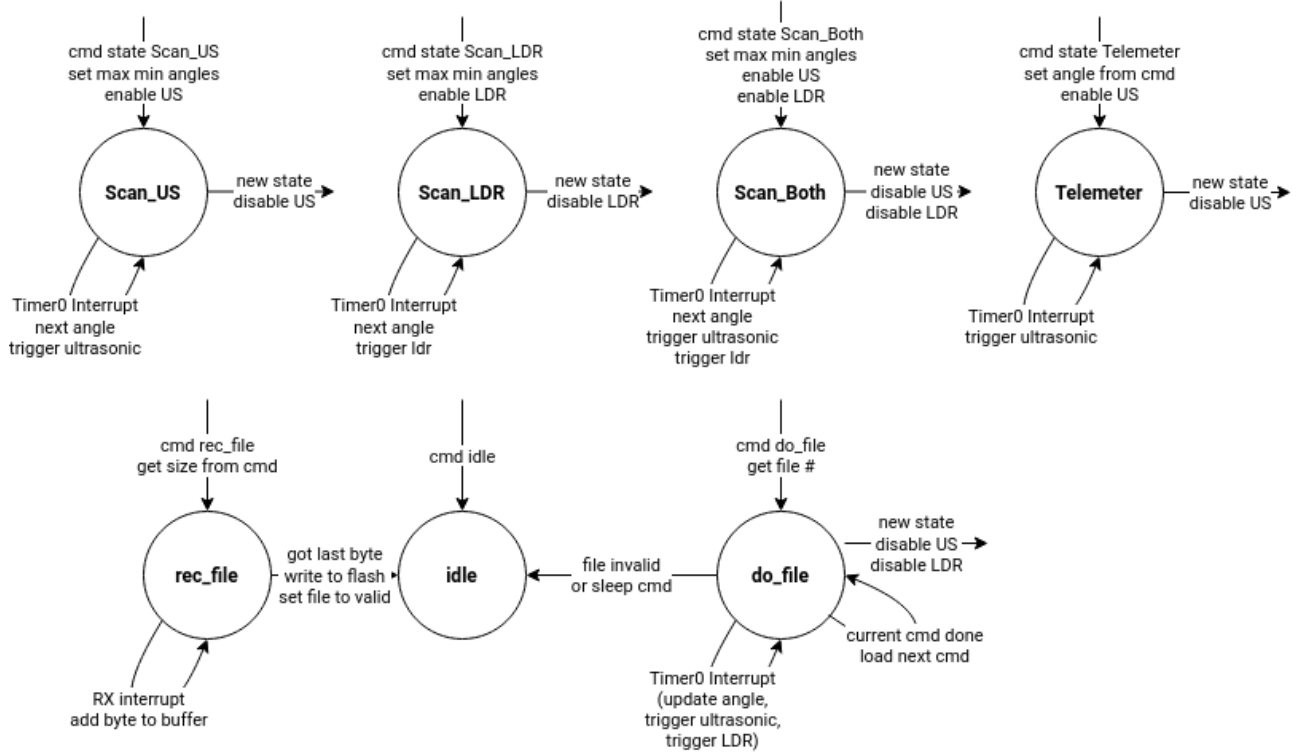 cmd state Scan_US
set max min angles
enable US
Scan_US
new state
disable US
Timer0 Interrupt
next angle
trigger ultrasonic
cmd state Scan_LDR
set max min angles
enable LDR
Scan_LDR
new state
disable LDR
Timer0 Interrupt
next angle
trigger ldr
cmd state Scan_Both
set max min angles
enable US
enable LDR
Scan_Both
new state
disable US
disable LDR
Timer0 Interrupt
next angle
trigger ultrasonic
trigger ldr
cmd state Telemeter
set angle from cmd
enable US
Telemeter
new state
disable US
Timer0 Interrupt
trigger ultrasonic
cmd rec_file
get size from cmd
rec_file
got last byte
write to flash
set file to valid
RX interrupt
add byte to buffer
cmd idle
idle
file invalid
or sleep cmd
cmd do_file
get file #
do_file
new state
disable US
disable LDR
current cmd done
load next cmd
Timer0 Interrupt
(update angle,
trigger ultrasonic,
trigger LDR)